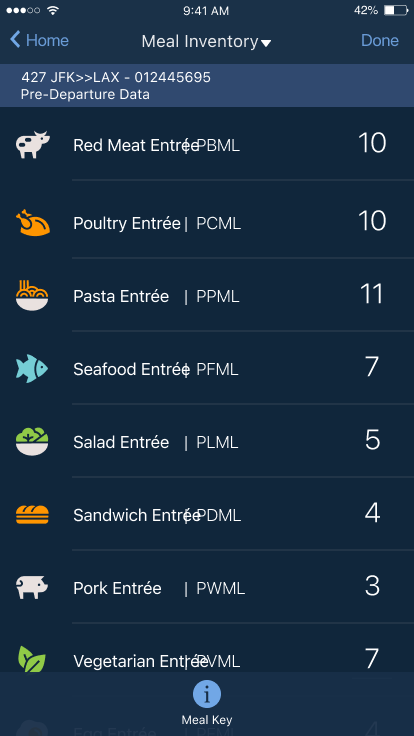 9:41 AM 42%
Home Meal Inventory Done
427 JFK>>LAX - 012445695
Pre-Departure Data
Red Meat Entrée | PBML 10
Poultry Entrée | PCML 10
Pasta Entrée | PPML 11
Seafood Entrée | PFML 7
Salad Entrée | PLML 5
Sandwich Entrée | PDML 4
Pork Entrée | PWML 3
Vegetarian Entrée | PVML 7
i
Meal Key
Egg Entrée 4